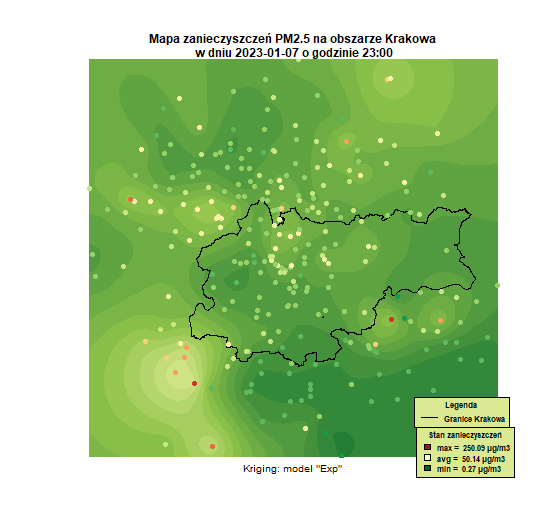 Mapa zanieczyszczeń PM2.5 na obszarze Krakowa
w dniu 2023-01-07 o godzinie 23:00
Legenda
Granice Krakowa
Stan zanieczyszczeń
max = 250.09 µg/m3
avg = 50.14 µg/m3
min = 0.27 µg/m3
Kriging: model "Exp"